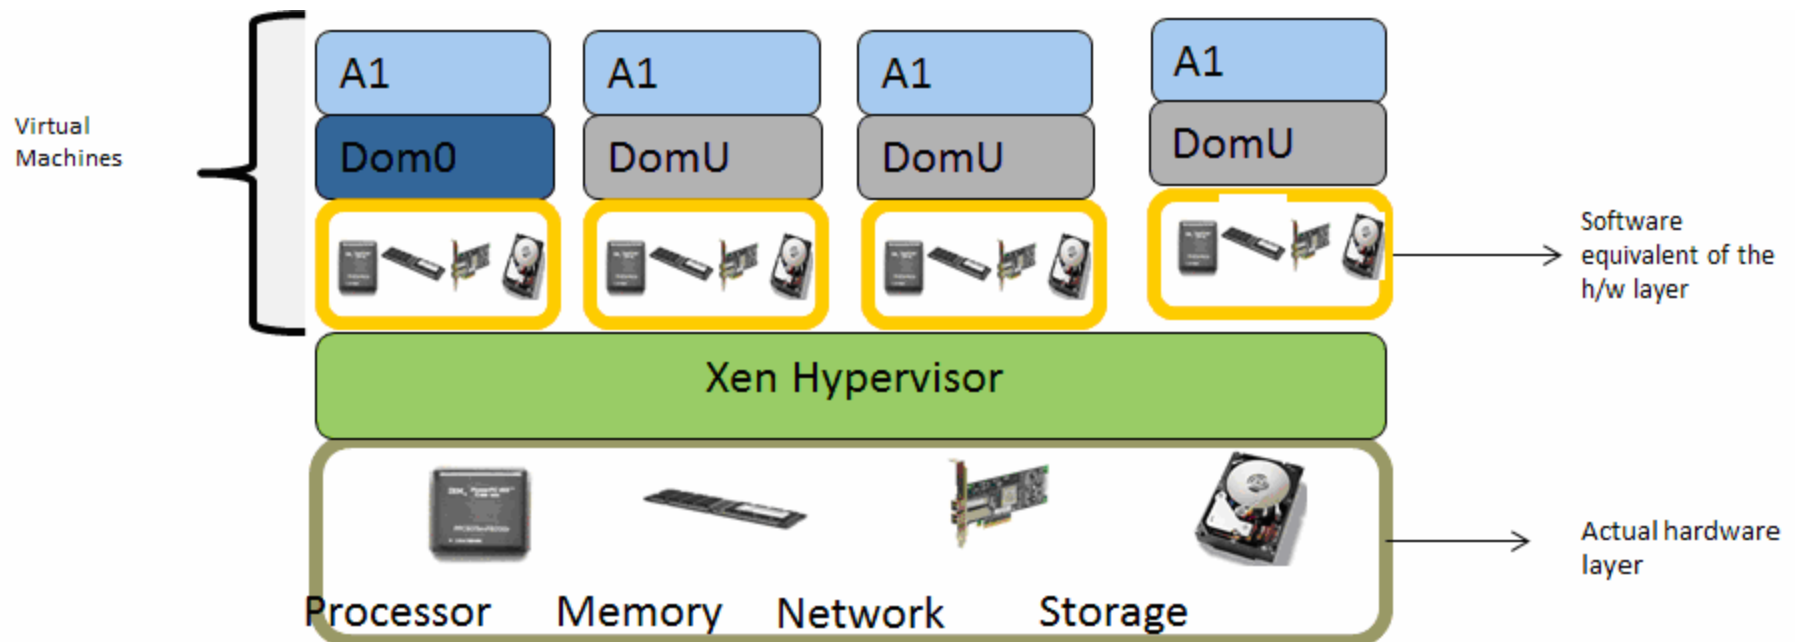 A1
A1
A1
A1
Virtual
Machines
Dom0
DomU
DomU
DomU
Software
equivalent of the
h/w layer
Xen Hypervisor
Actual hardware
layer
Processor
Memory
Network
Storage